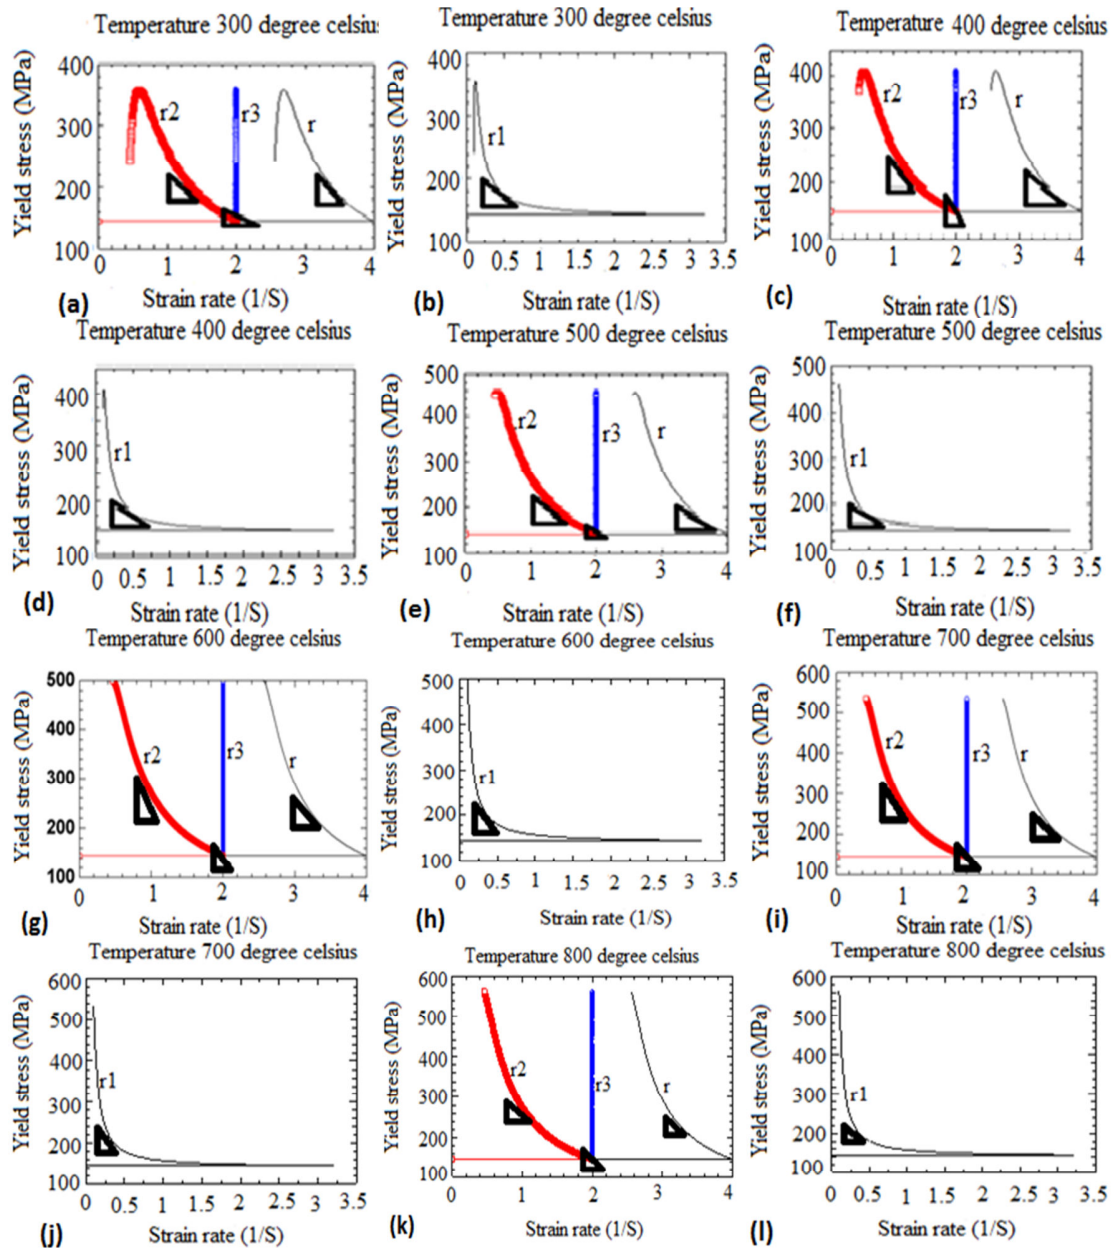 Temperature 300 degree celsius
Yield stress (MPa)
400
300
200
100
r2
r3
r
0
1
2
3
4
Strain rate (1/S)
(a)
Temperature 300 degree celsius
Yield stress (MPa)
400
300
200
100
r1
0 0.5 1 1.5 2 2.5 3 3.5
Strain rate (1/S)
(b)
Temperature 400 degree celsius
Yield stress (MPa)
400
300
200
100
r2
r3
r
0 1 2 3 4
Strain rate (1/S)
(c)
Temperature 400 degree celsius
Yield stress (MPa)
400
300
200
100
r1
0 0.5 1 1.5 2 2.5 3 3.5
Strain rate (1/S)
(d)
Temperature 500 degree celsius
Yield stress (MPa)
500
400
300
200
100
r2
r3
r
0 1 2 3 4
Strain rate (1/S)
(e)
Temperature 500 degree celsius
Yield stress (MPa)
500
400
300
200
100
r1
0 0.5 1 1.5 2 2.5 3 3.5
Strain rate (1/S)
(f)
Temperature 600 degree celsius
Yield stress (MPa)
500
400
300
200
100
r2
r3
r
0 1 2 3 4
Strain rate (1/S)
(g)
Temperature 600 degree celsius
Yield stress (MPa)
500
400
300
200
100
r1
0 0.5 1 1.5 2 2.5 3 3.5
Strain rate (1/S)
(h)
Temperature 700 degree celsius
Yield stress (MPa)
600
500
400
300
200
100
r2
r3
r
0 1 2 3 4
Strain rate (1/S)
(i)
Temperature 700 degree celsius
Yield stress (MPa)
600
500
400
300
200
100
r1
0 0.5 1 1.5 2 2.5 3 3.5
Strain rate (1/S)
(j)
Temperature 800 degree celsius
Yield stress (MPa)
600
500
400
300
200
100
r2
r3
r
0 1 2 3 4
Strain rate (1/S)
(k)
Temperature 800 degree celsius
Yield stress (MPa)
600
500
400
300
200
100
r1
0 0.5 1 1.5 2 2.5 3 3.5
Strain rate (1/S)
(l)